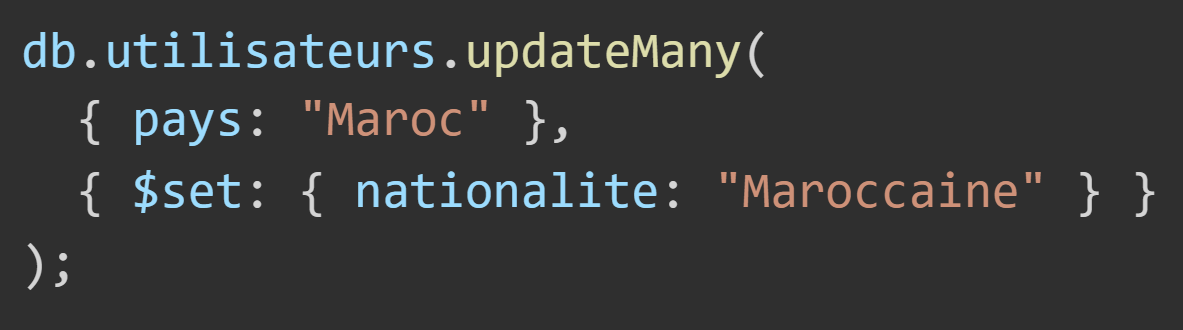 db.utilisateurs.updateMany(
  { pays: "Maroc" },
  { $set: { nationalite: "Maroccaine" } }
);